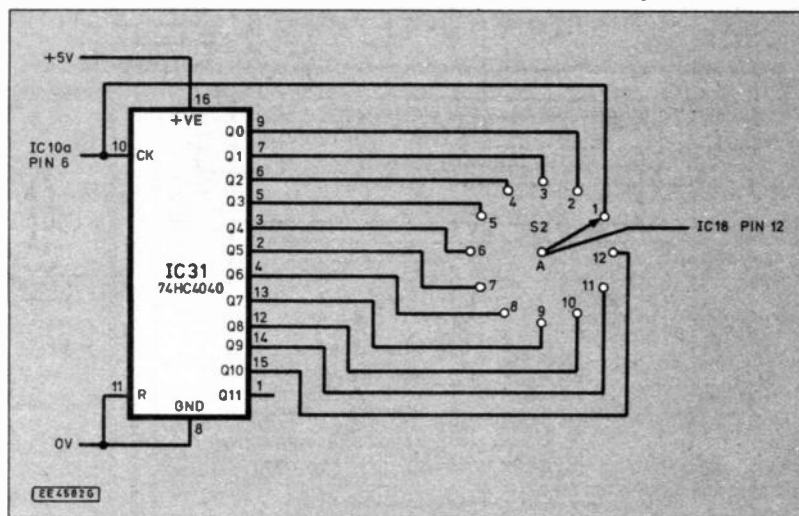 +5V
16
+VE
IC10a
PIN 6
10
CK
Q0
9
Q1
7
Q2
6
Q3
5
Q4
3
Q5
2
Q6
4
Q7
13
Q8
12
Q9
14
Q10
15
Q11
1
IC31
74HC4040
11
R
GND
8
0V
1
2
3
4
5
6
7
8
9
10
11
12
S2
A
IC18 PIN 12
EE4582G